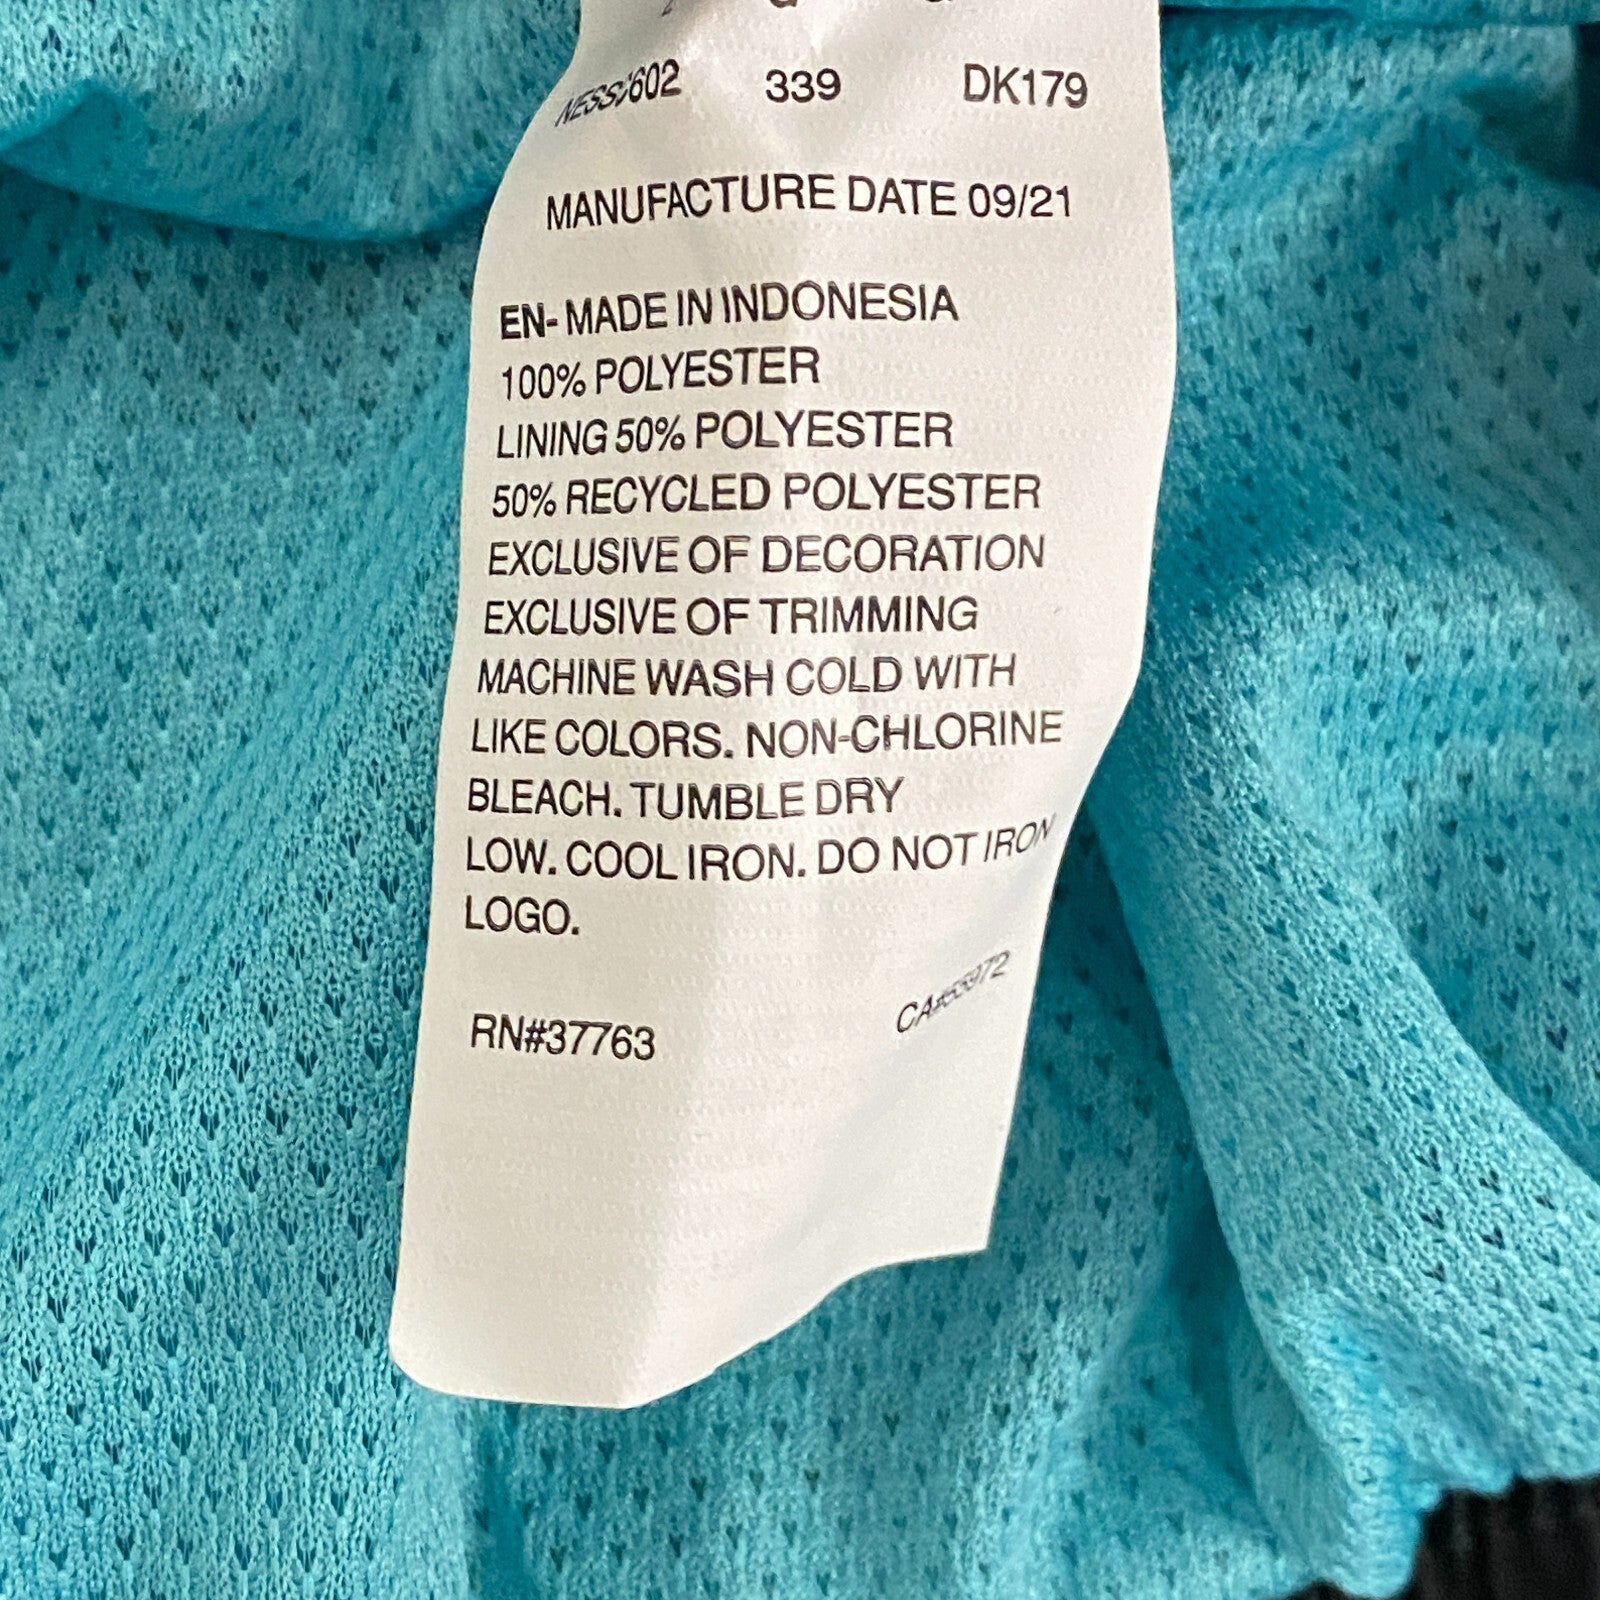 339 DK179
MANUFACTURE DATE 09/21
EN- MADE IN INDONESIA
100% POLYESTER
LINING 50% POLYESTER
50% RECYCLED POLYESTER
EXCLUSIVE OF DECORATION
EXCLUSIVE OF TRIMMING
MACHINE WASH COLD WITH
LIKE COLORS. NON-CHLORINE
BLEACH. TUMBLE DRY
LOW. COOL IRON. DO NOT IRON
LOGO.
RN#37763